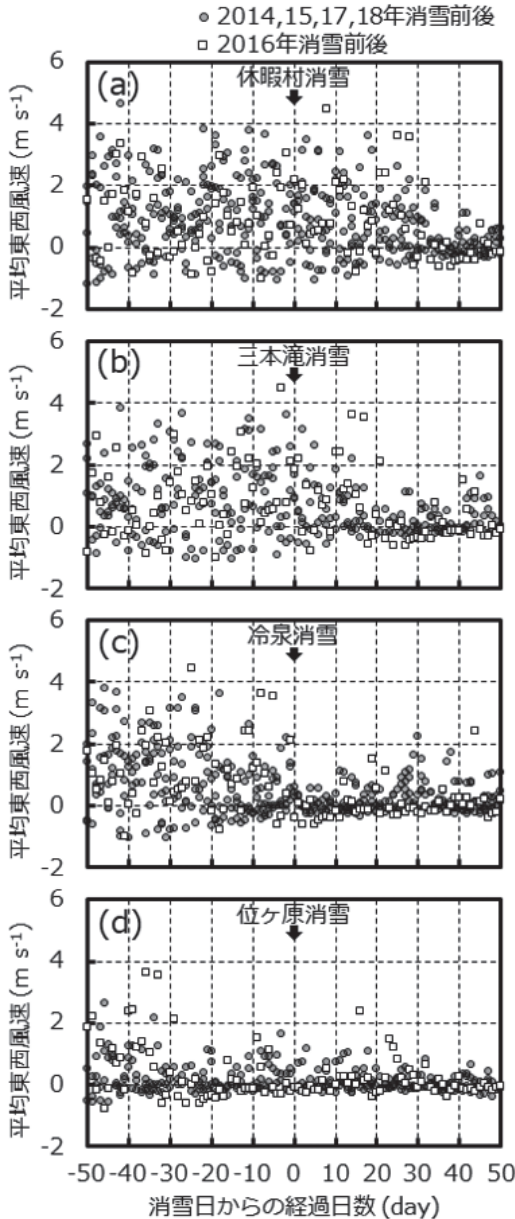 ● 2014,15,17,18年消雪前後
□ 2016年消雪前後
6
(a)
休暇村消雪
4
2
0
-2
平均東西風速 (m s-1)
6
(b)
三本滝消雪
4
2
0
-2
平均東西風速 (m s-1)
6
(c)
冷泉消雪
4
2
0
-2
平均東西風速 (m s-1)
6
(d)
位ヶ原消雪
4
2
0
-2
平均東西風速 (m s-1)
-50 -40 -30 -20 -10 0 10 20 30 40 50
消雪日からの経過日数 (day)